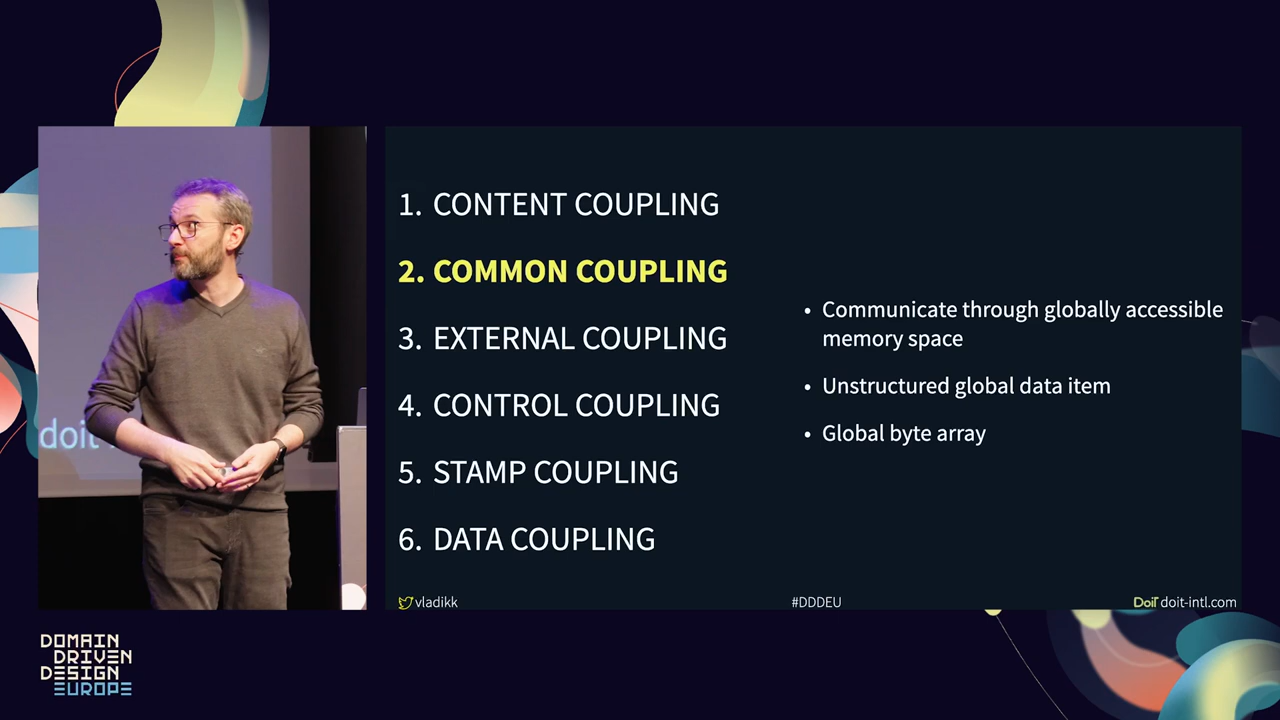 1. CONTENT COUPLING
2. COMMON COUPLING
3. EXTERNAL COUPLING
4. CONTROL COUPLING
5. STAMP COUPLING
6. DATA COUPLING
• Communicate through globally accessible
memory space
• Unstructured global data item
• Global byte array
vladikk
#DDDEU
DoiT doit-intl.com
doit
DOMAIN
DRIVEN
DESIGN
EUROPE